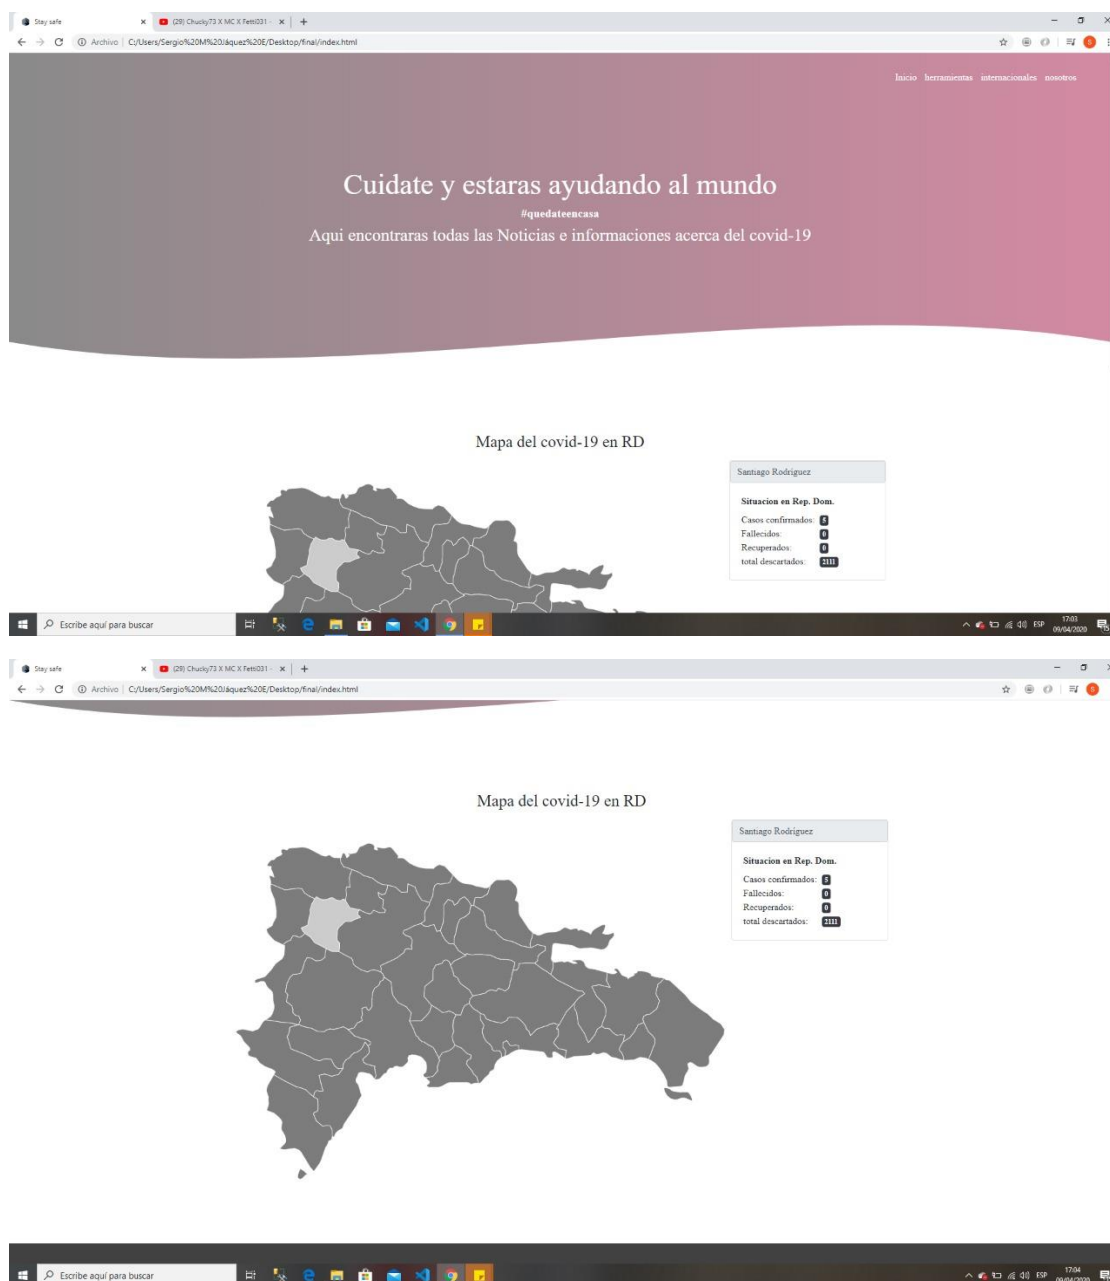 Stay safe
(29) Chucky73 X MC X Fetti031 -
Archivo | C:/Users/Sergio%20M%20Jáquez%20E/Desktop/final/index.html
S
Inicio herramientas internacionales nosotros
Cuidate y estaras ayudando al mundo
#quedateencasa
Aqui encontraras todas las Noticias e informaciones acerca del covid-19
Mapa del covid-19 en RD
Santiago Rodriguez
Situacion en Rep. Dom.
Casos confirmados: 5
Fallecidos: 0
Recuperados: 0
total descartados: 2111
Escribe aquí para buscar
ESP
17:03
09/04/2020
Stay safe
(29) Chucky73 X MC X Fetti031 -
Archivo | C:/Users/Sergio%20M%20Jáquez%20E/Desktop/final/index.html
S
Mapa del covid-19 en RD
Santiago Rodriguez
Situacion en Rep. Dom.
Casos confirmados: 5
Fallecidos: 0
Recuperados: 0
total descartados: 2111
Escribe aquí para buscar
ESP
17:04
09/04/2020